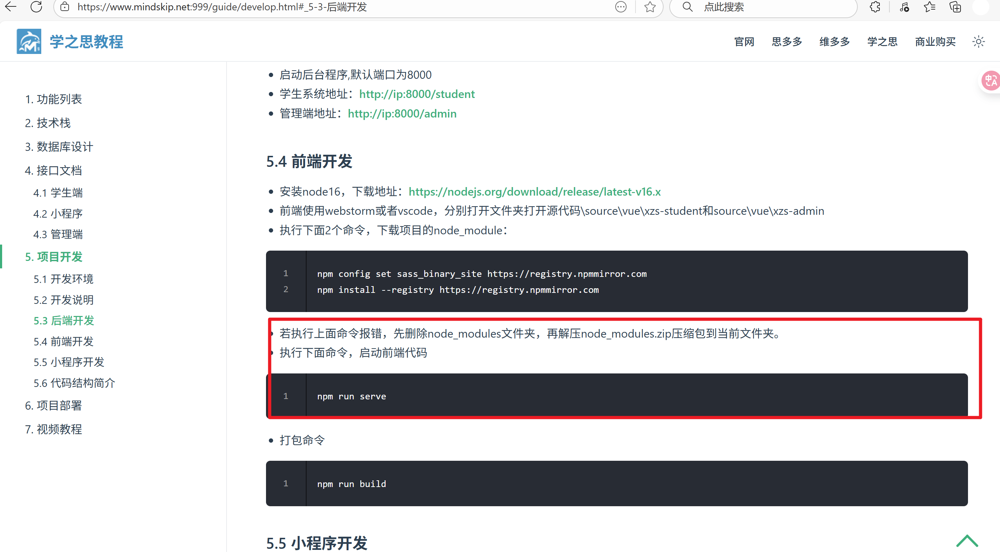 https://www.mindskip.net:999/guide/develop.html#_5-3-后端开发
点此搜索
学之思教程
官网 思多多 维多多 学之思 商业购买
1. 功能列表
2. 技术栈
3. 数据库设计
4. 接口文档
4.1 学生端
4.2 小程序
4.3 管理端
5. 项目开发
5.1 开发环境
5.2 开发说明
5.3 后端开发
5.4 前端开发
5.5 小程序开发
5.6 代码结构简介
6. 项目部署
7. 视频教程
启动后台程序,默认端口为8000
学生系统地址：http://ip:8000/student
管理端地址：http://ip:8000/admin
5.4 前端开发
安装node16，下载地址：https://nodejs.org/download/release/latest-v16.x
前端使用webstorm或者vscode，分别打开文件夹打开源代码\source\vue\xzs-student和source\vue\xzs-admin
执行下面2个命令，下载项目的node_module：
1 npm config set sass_binary_site https://registry.npmmirror.com
2 npm install --registry https://registry.npmmirror.com
若执行上面命令报错，先删除node_modules文件夹，再解压node_modules.zip压缩包到当前文件夹。
执行下面命令，启动前端代码
1 npm run serve
打包命令
1 npm run build
5.5 小程序开发
中A